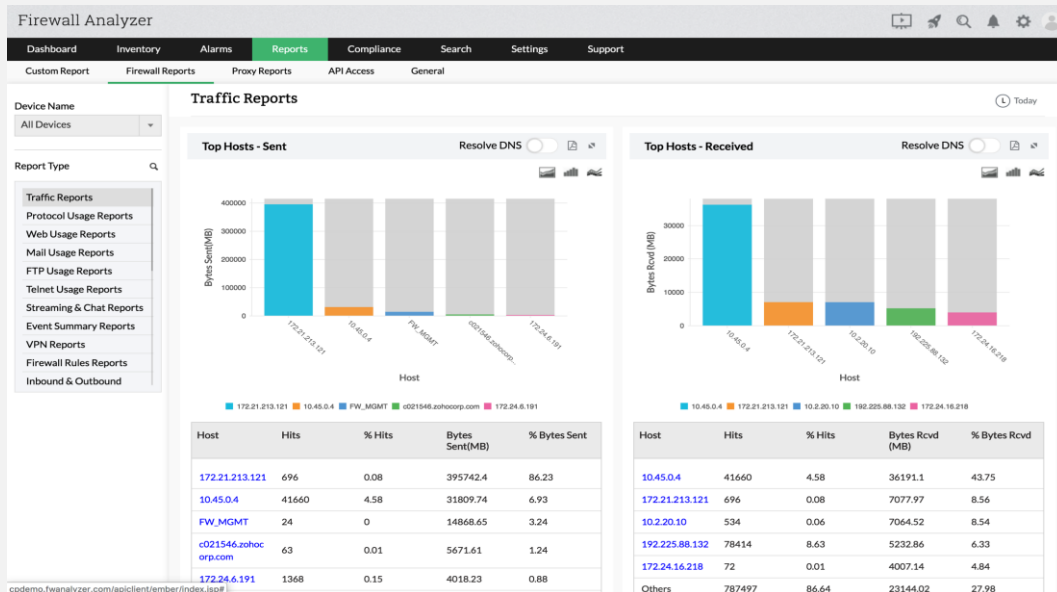 Firewall Analyzer
Dashboard Inventory Alarms Reports Compliance Search Settings Support
Custom Report Firewall Reports Proxy Reports API Access General
Device Name
All Devices
Report Type
Traffic Reports
Protocol Usage Reports
Web Usage Reports
Mail Usage Reports
FTP Usage Reports
Telnet Usage Reports
Streaming & Chat Reports
Event Summary Reports
VPN Reports
Firewall Rules Reports
Inbound & Outbound
Traffic Reports
L Today
Top Hosts - Sent Resolve DNS
Bytes Sent(MB)
400000
300000
200000
100000
0
172.21.213.121 10.45.0.4 FW_MGMT c021546.zohocorp... 172.24.6.191
Host
172.21.213.121 10.45.0.4 FW_MGMT c021546.zohocorp.com 172.24.6.191
Host Hits % Hits Bytes Sent(MB) % Bytes Sent
172.21.213.121 696 0.08 395742.4 86.23
10.45.0.4 41660 4.58 31809.74 6.93
FW_MGMT 24 0 14868.65 3.24
c021546.zohoc
orp.com 63 0.01 5671.61 1.24
172.24.6.191 1368 0.15 4018.23 0.88
Top Hosts - Received Resolve DNS
Bytes Rcvd (MB)
30000
20000
10000
0
10.45.0.4 172.21.213.121 10.2.20.10 192.225.88.132 172.24.16.218
Host
10.45.0.4 172.21.213.121 10.2.20.10 192.225.88.132 172.24.16.218
Host Hits % Hits Bytes Rcvd (MB) % Bytes Rcvd
10.45.0.4 41660 4.58 36191.1 43.75
172.21.213.121 696 0.08 7077.97 8.56
10.2.20.10 534 0.06 7064.52 8.54
192.225.88.132 78414 8.63 5232.86 6.33
172.24.16.218 72 0.01 4007.14 4.84
Others 787497 86.64 23144.02 27.98
cpdemo.fwanalyzer.com/apiclient/ember/index.jsp#